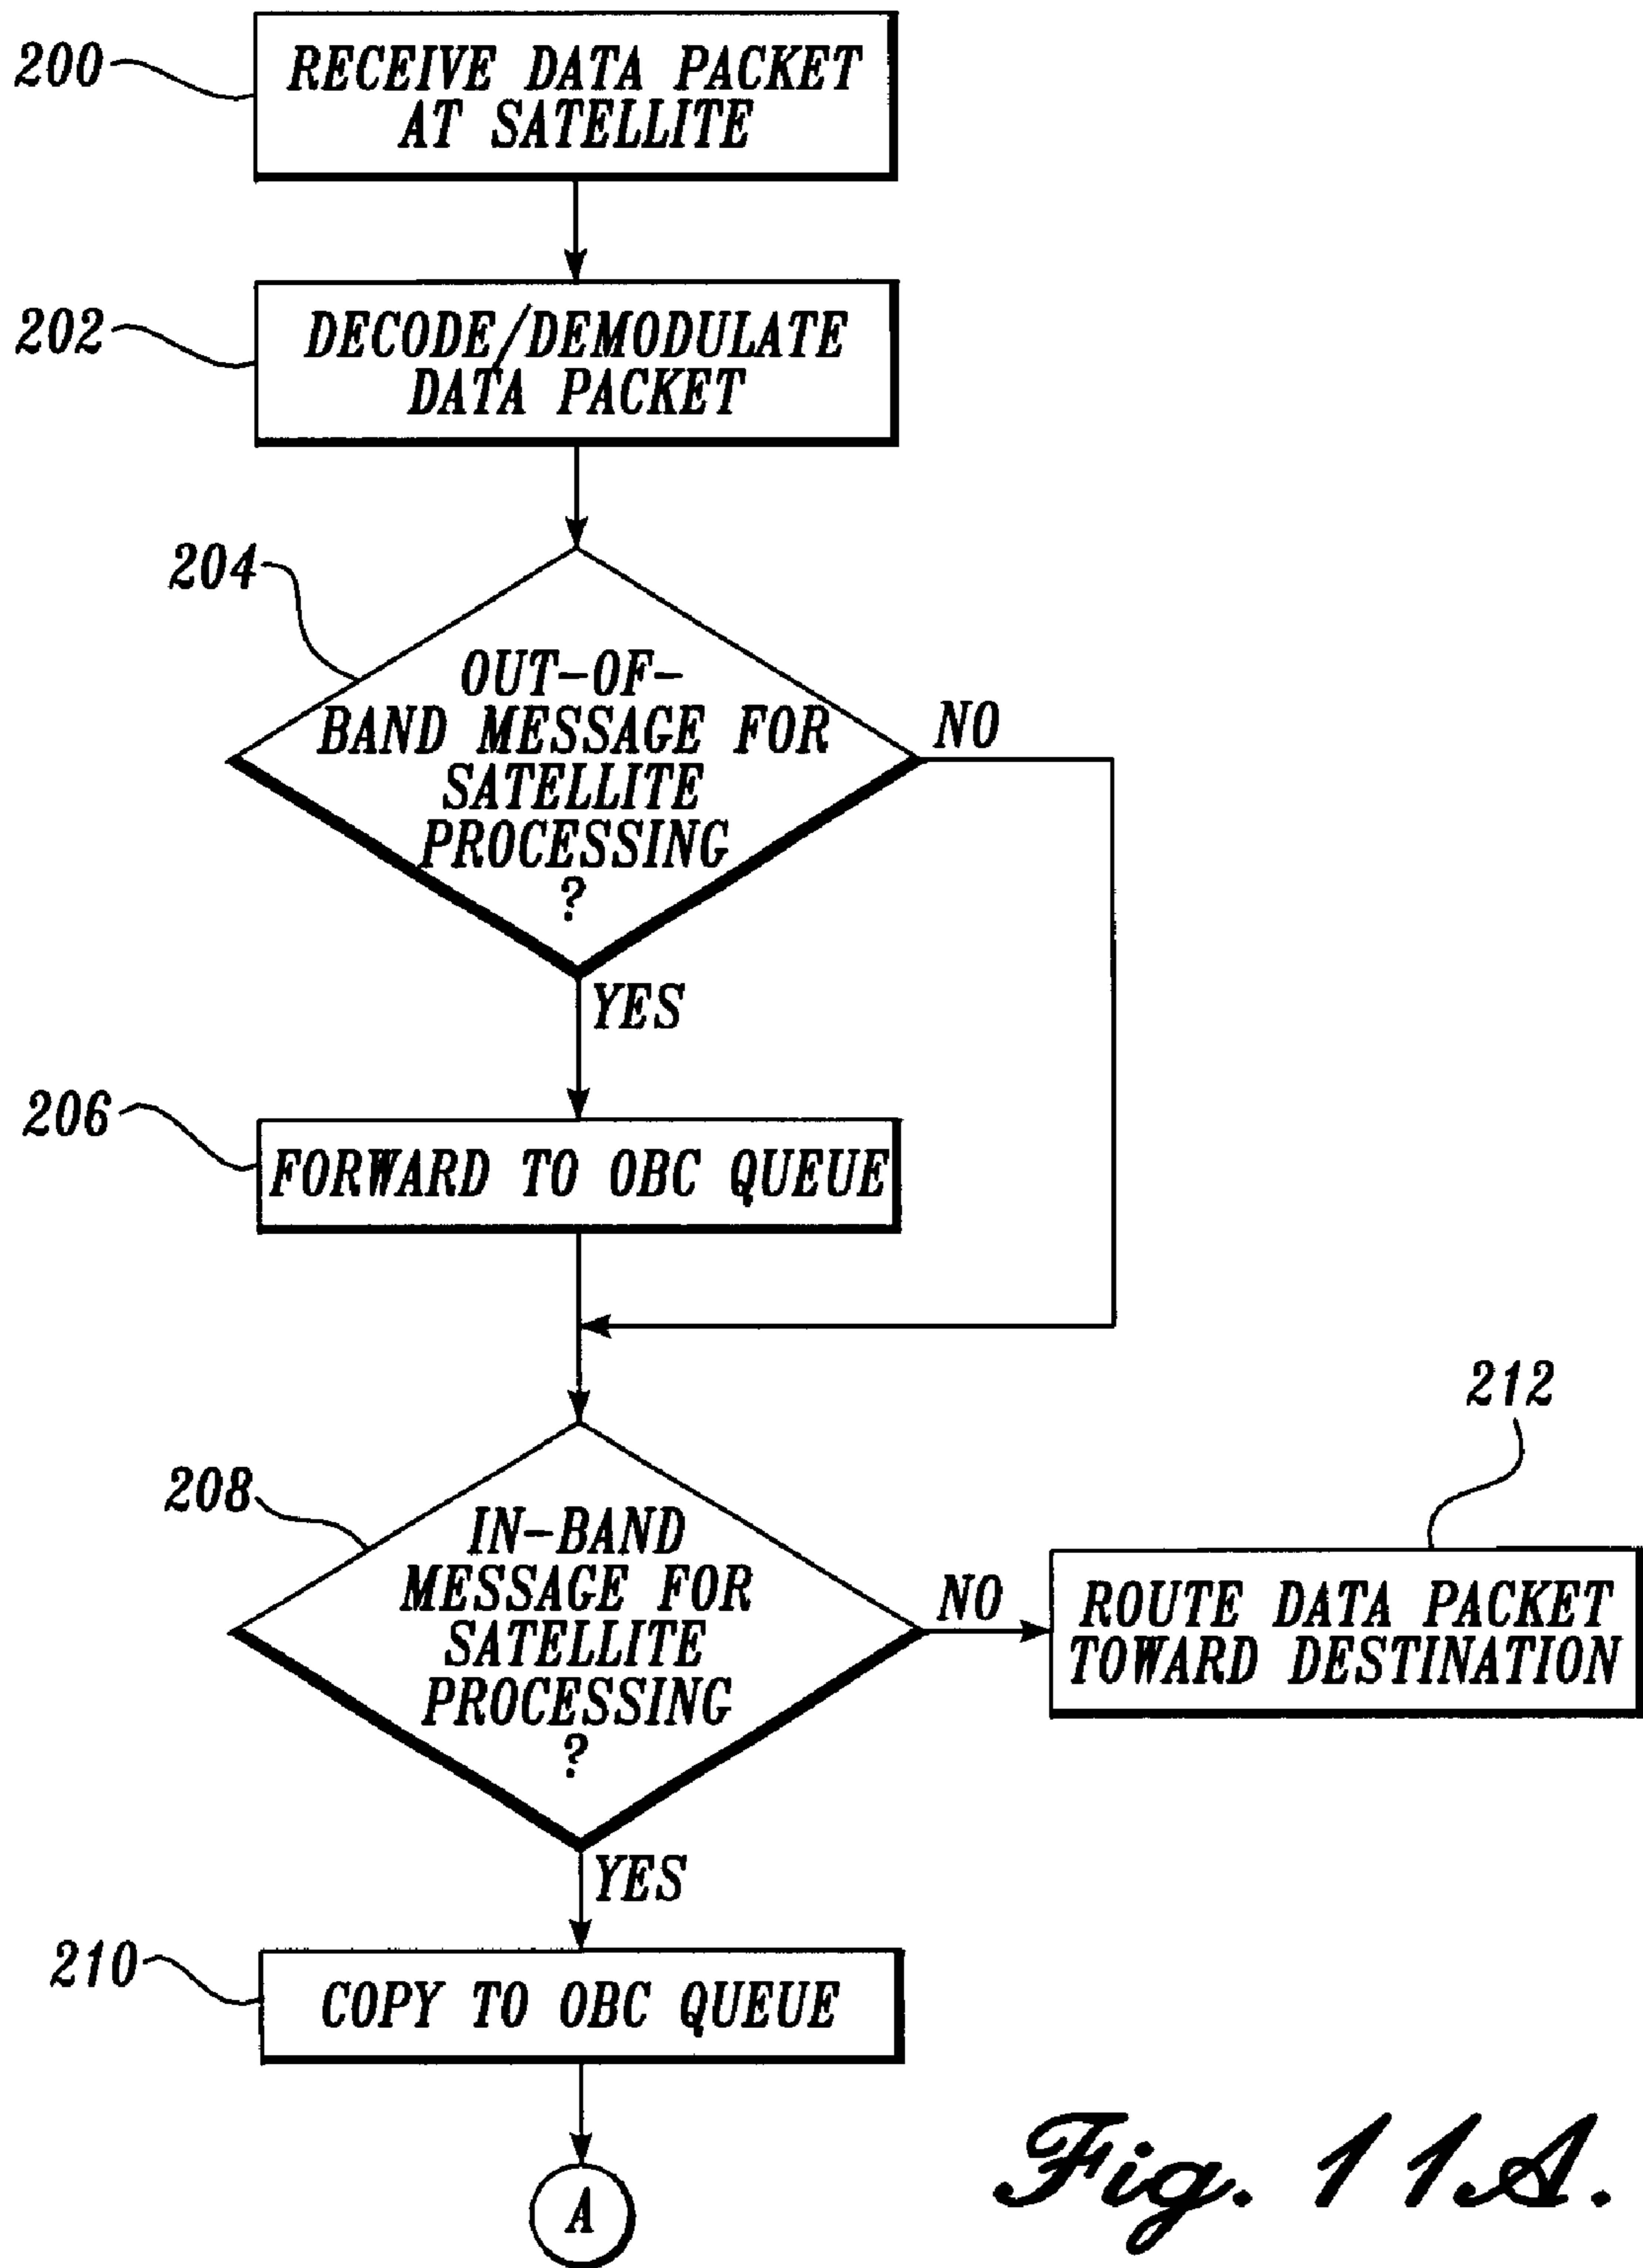 200
RECEIVE DATA PACKET
AT SATELLITE
202
DECODE/DEMODULATE
DATA PACKET
204
OUT-OF-
BAND MESSAGE FOR
SATELLITE
PROCESSING
?
NO
YES
206
FORWARD TO OBC QUEUE
208
IN-BAND
MESSAGE FOR
SATELLITE
PROCESSING
?
NO
212
ROUTE DATA PACKET
TOWARD DESTINATION
YES
210
COPY TO OBC QUEUE
A
Fig. 11A.